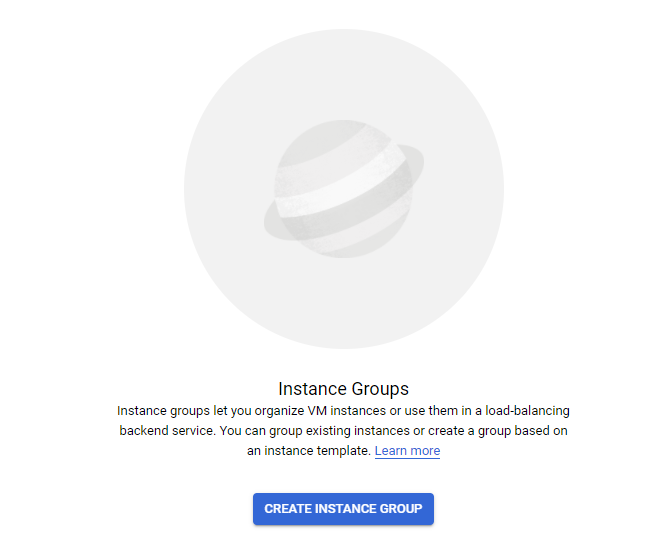 Instance Groups
Instance groups let you organize VM instances or use them in a load-balancing
backend service. You can group existing instances or create a group based on
an instance template. Learn more
CREATE INSTANCE GROUP